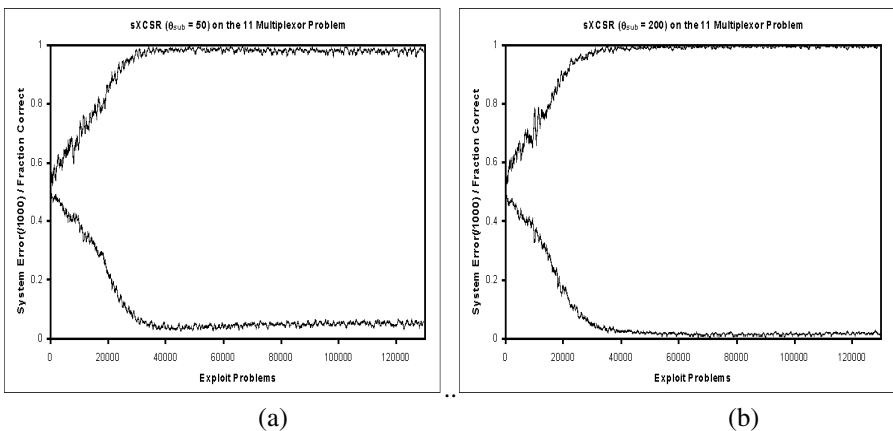 sXCSR (θsub = 50) on the 11 Multiplexor Problem
System Error(/1000) / Fraction Correct
1
0.8
0.6
0.4
0.2
0
0 20000 40000 60000 80000 100000 120000
Exploit Problems
(a)
..
sXCSR (θsub = 200) on the 11 Multiplexor Problem
System Error(/1000) / Fraction Correct
1
0.8
0.6
0.4
0.2
0
0 20000 40000 60000 80000 100000 120000
Exploit Problems
(b)